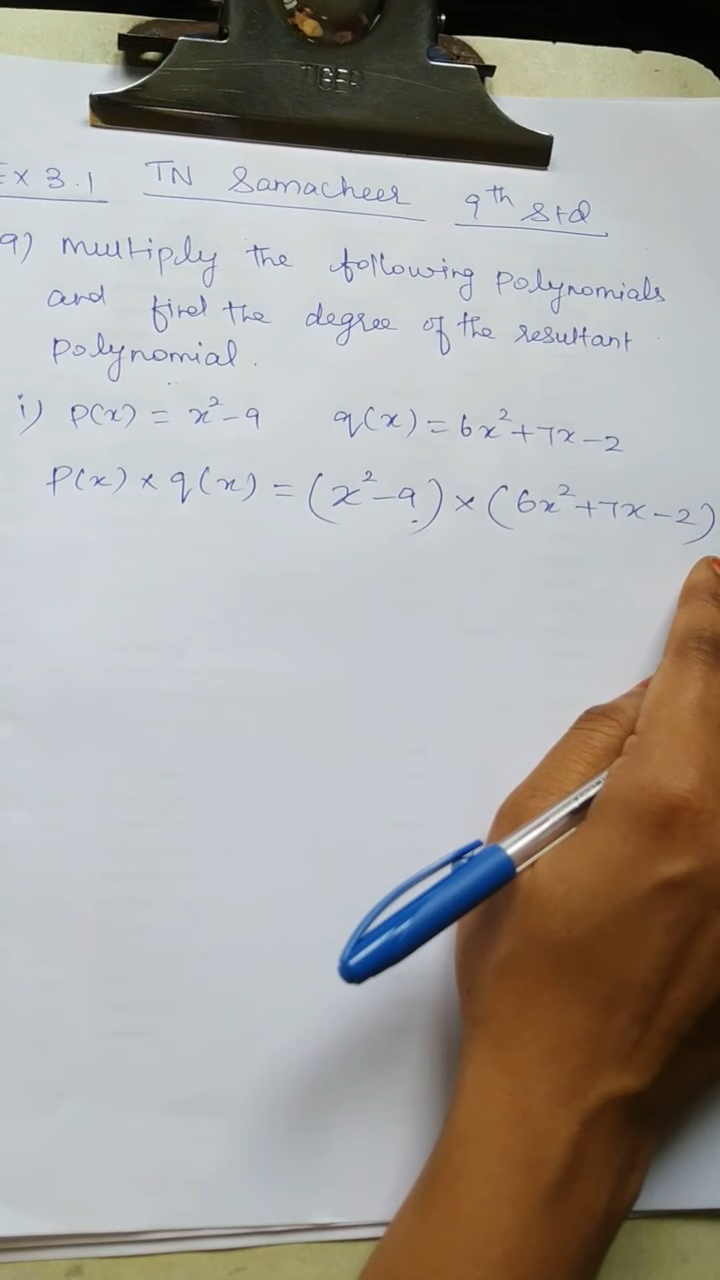 TIGER
Ex 3.1 TN Samacheer 9th Std
9) Multiply the following polynomials
and find the degree of the resultant
polynomial.
i) P(x) = x²-9 q(x) = 6x²+7x-2
P(x) × q(x) = (x²-9) × (6x²+7x-2)